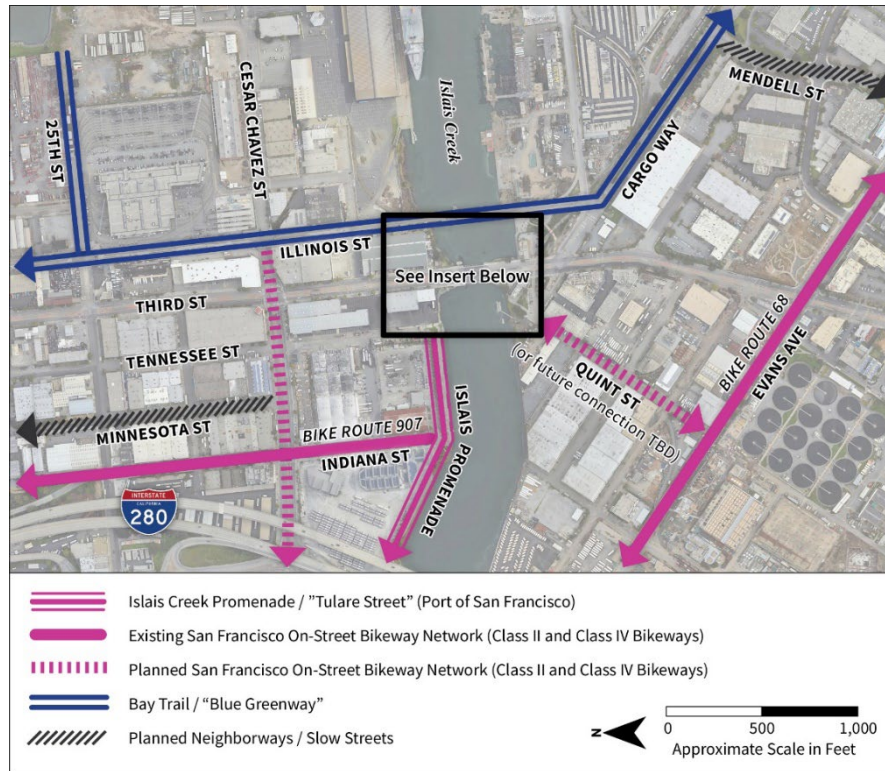 25TH ST
CESAR CHAVEZ ST
Islais Creek
MENDELL ST
CARGO WAY
ILLINOIS ST
See Insert Below
THIRD ST
TENNESSEE ST
MINNESOTA ST
BIKE ROUTE 907
INDIANA ST
ISLAIS PROMENADE
QUINT ST
(or future connection TBD)
BIKE ROUTE 68
EVANS AVE
INTERSTATE
CALIFORNIA
280
Islais Creek Promenade / "Tulare Street" (Port of San Francisco)
Existing San Francisco On-Street Bikeway Network (Class II and Class IV Bikeways)
Planned San Francisco On-Street Bikeway Network (Class II and Class IV Bikeways)
Bay Trail / “Blue Greenway”
Planned Neighborways / Slow Streets
N
0 500 1,000
Approximate Scale in Feet